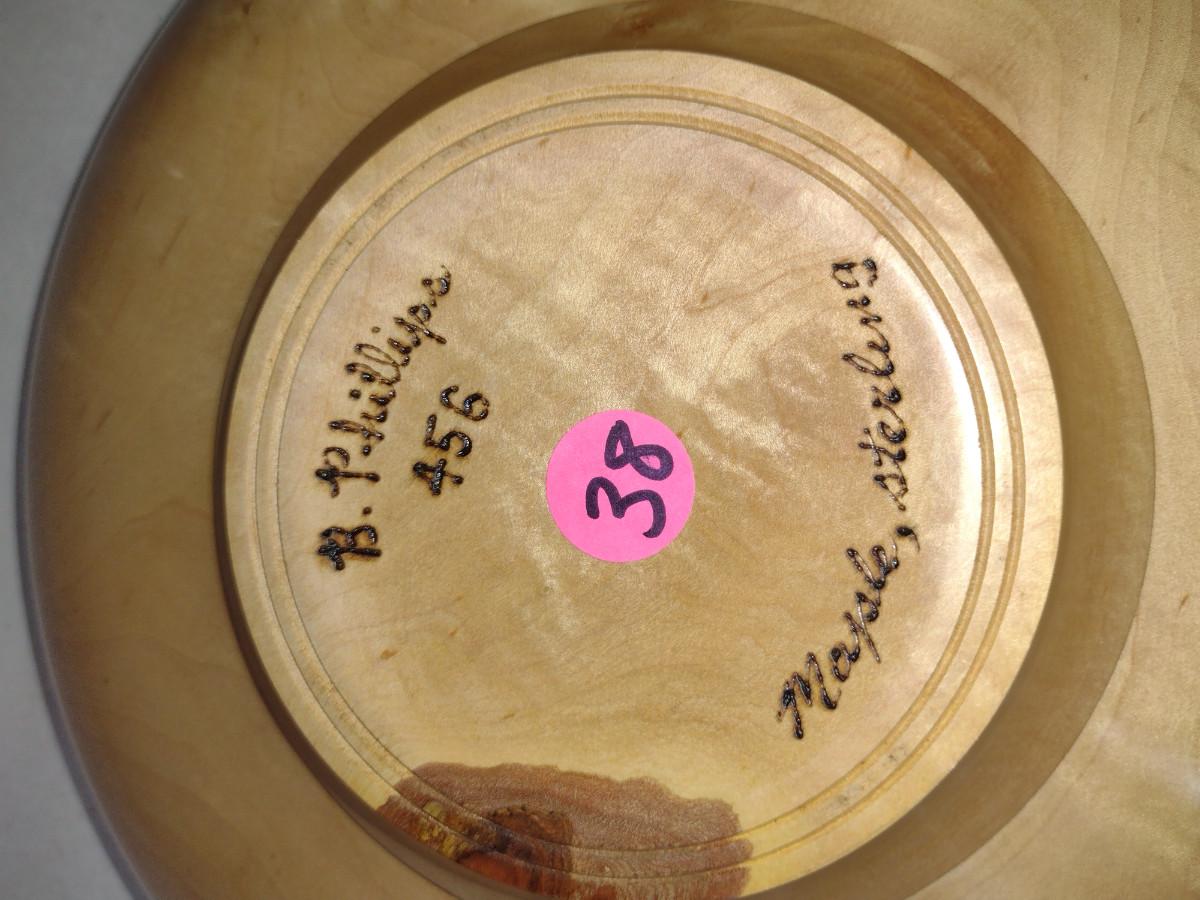 B. Phillips
456
38
Maple, sterling